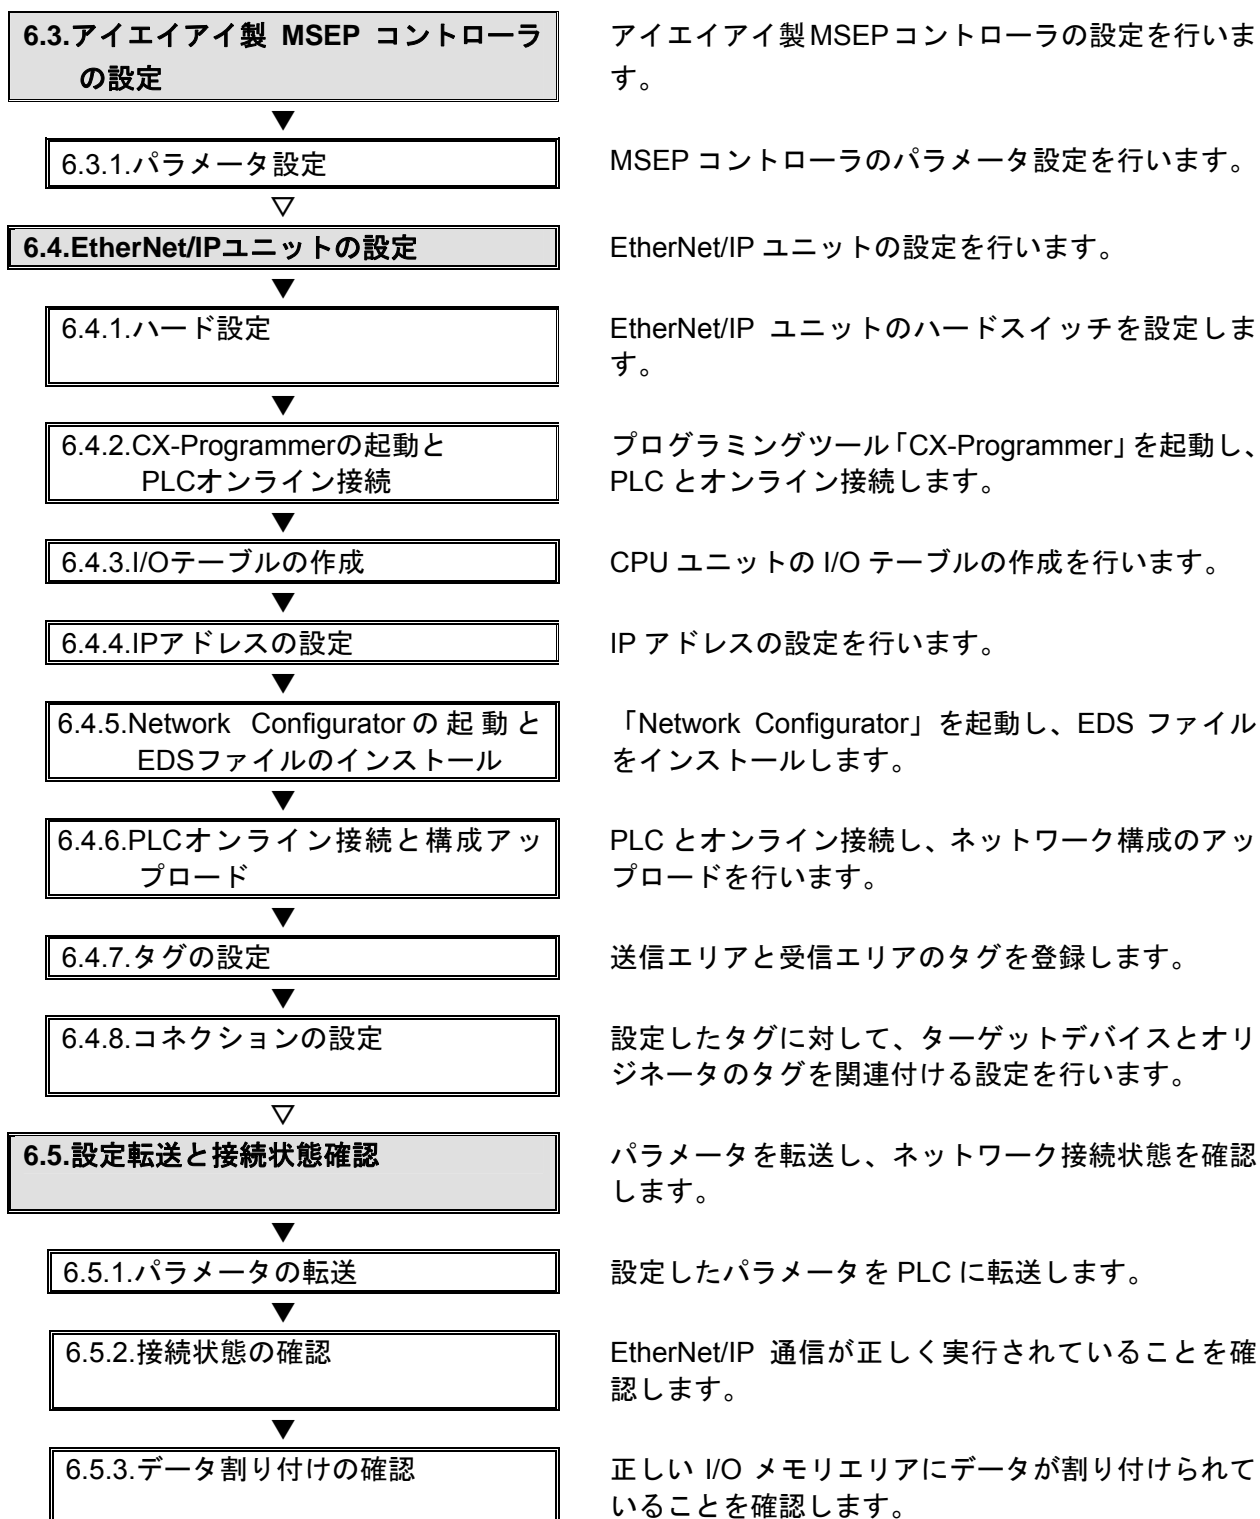 6.3.アイエイアイ製 MSEP コントローラ
の設定
アイエイアイ製MSEPコントローラの設定を行いま
す。
▼
6.3.1.パラメータ設定
MSEP コントローラのパラメータ設定を行います。
▽
6.4.EtherNet/IPユニットの設定
EtherNet/IP ユニットの設定を行います。
▼
6.4.1.ハード設定
EtherNet/IP ユニットのハードスイッチを設定しま
す。
▼
6.4.2.CX-Programmerの起動と
PLCオンライン接続
プログラミングツール「CX-Programmer」を起動し、
PLC とオンライン接続します。
▼
6.4.3.I/Oテーブルの作成
CPU ユニットの I/O テーブルの作成を行います。
▼
6.4.4.IPアドレスの設定
IP アドレスの設定を行います。
▼
6.4.5.Network Configurator の 起 動 と
EDSファイルのインストール
「Network Configurator」を起動し、EDS ファイル
をインストールします。
▼
6.4.6.PLCオンライン接続と構成アッ
プロード
PLC とオンライン接続し、ネットワーク構成のアッ
プロードを行います。
▼
6.4.7.タグの設定
送信エリアと受信エリアのタグを登録します。
▼
6.4.8.コネクションの設定
設定したタグに対して、ターゲットデバイスとオリ
ジネータのタグを関連付ける設定を行います。
▽
6.5.設定転送と接続状態確認
パラメータを転送し、ネットワーク接続状態を確認
します。
▼
6.5.1.パラメータの転送
設定したパラメータを PLC に転送します。
▼
6.5.2.接続状態の確認
EtherNet/IP 通信が正しく実行されていることを確
認します。
▼
6.5.3.データ割り付けの確認
正しい I/O メモリエリアにデータが割り付けられて
いることを確認します。